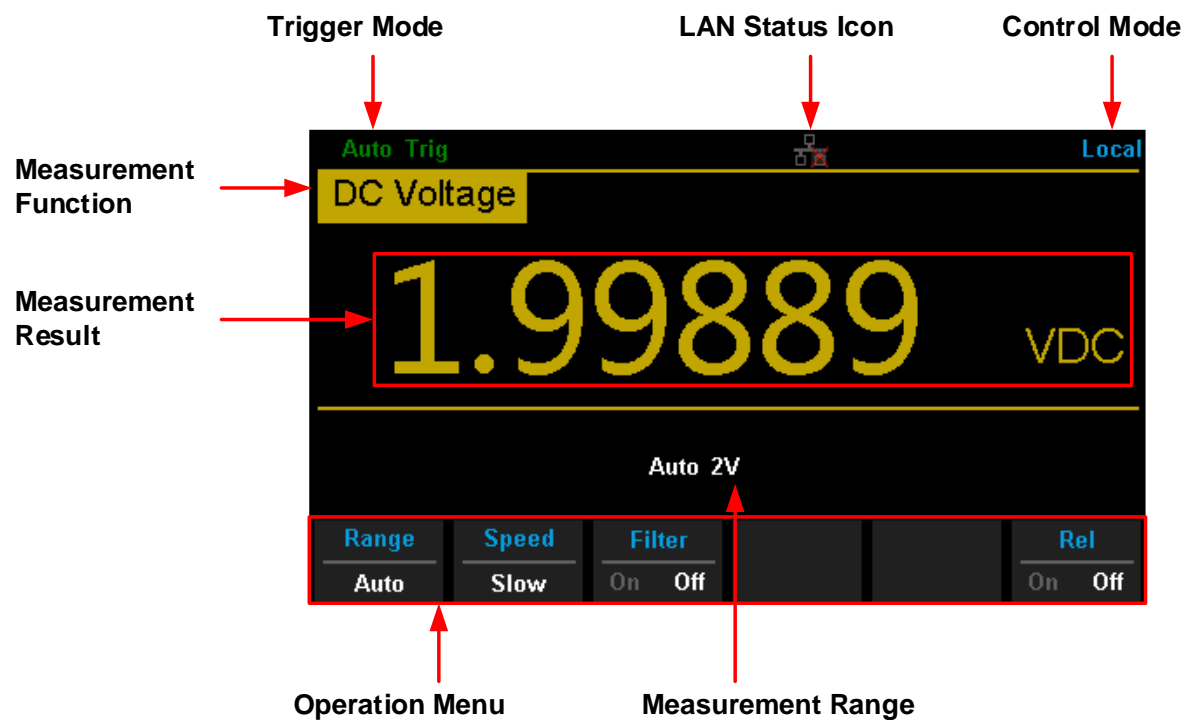 Trigger Mode LAN Status Icon Control Mode
Auto Trig Local
Measurement
Function
DC Voltage
Measurement
Result
1.99889 VDC
Auto 2V
Range Speed Filter Rel
Auto Slow On Off On Off
Operation Menu Measurement Range